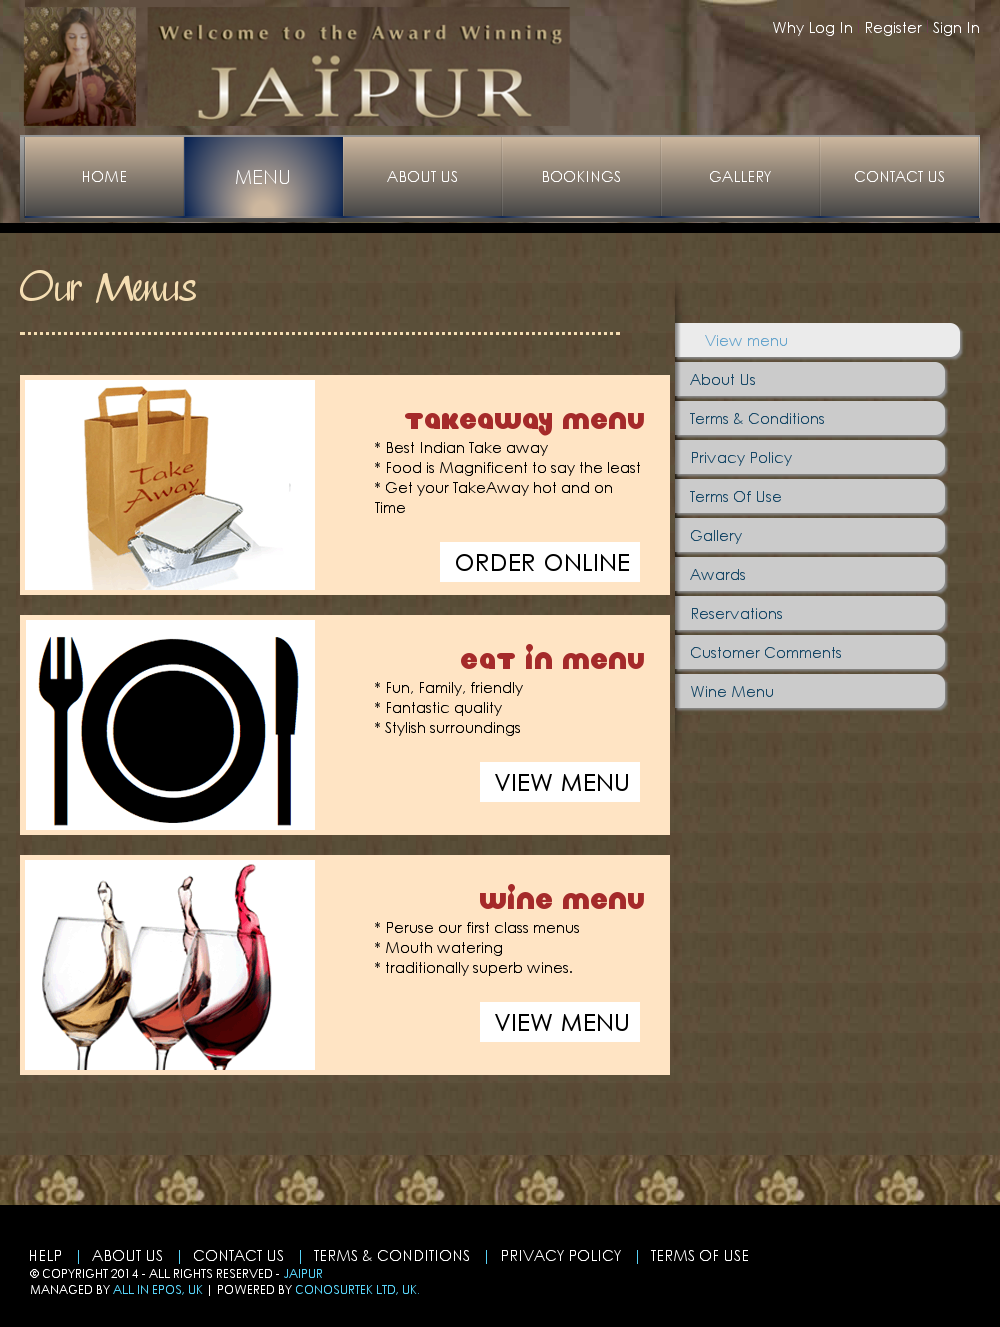 Why Log In Register Sign In
Welcome to the Award Winning
JAÏPUR
HOME MENU ABOUT US BOOKINGS GALLERY CONTACT US
Our Menus
Takeaway Menu
* Best Indian Take away
* Food is Magnificent to say the least
* Get your TakeAway hot and on
Time
ORDER ONLINE
Take
Away
Eat In Menu
* Fun, Family, friendly
* Fantastic quality
* Stylish surroundings
VIEW MENU
Wine Menu
* Peruse our first class menus
* Mouth watering
* traditionally superb wines.
VIEW MENU
View menu
About Us
Terms & Conditions
Privacy Policy
Terms Of Use
Gallery
Awards
Reservations
Customer Comments
Wine Menu
HELP | ABOUT US | CONTACT US | TERMS & CONDITIONS | PRIVACY POLICY | TERMS OF USE
© COPYRIGHT 2014 - ALL RIGHTS RESERVED - JAIPUR
MANAGED BY ALL IN EPOS, UK | POWERED BY CONOSURTEK LTD, UK.